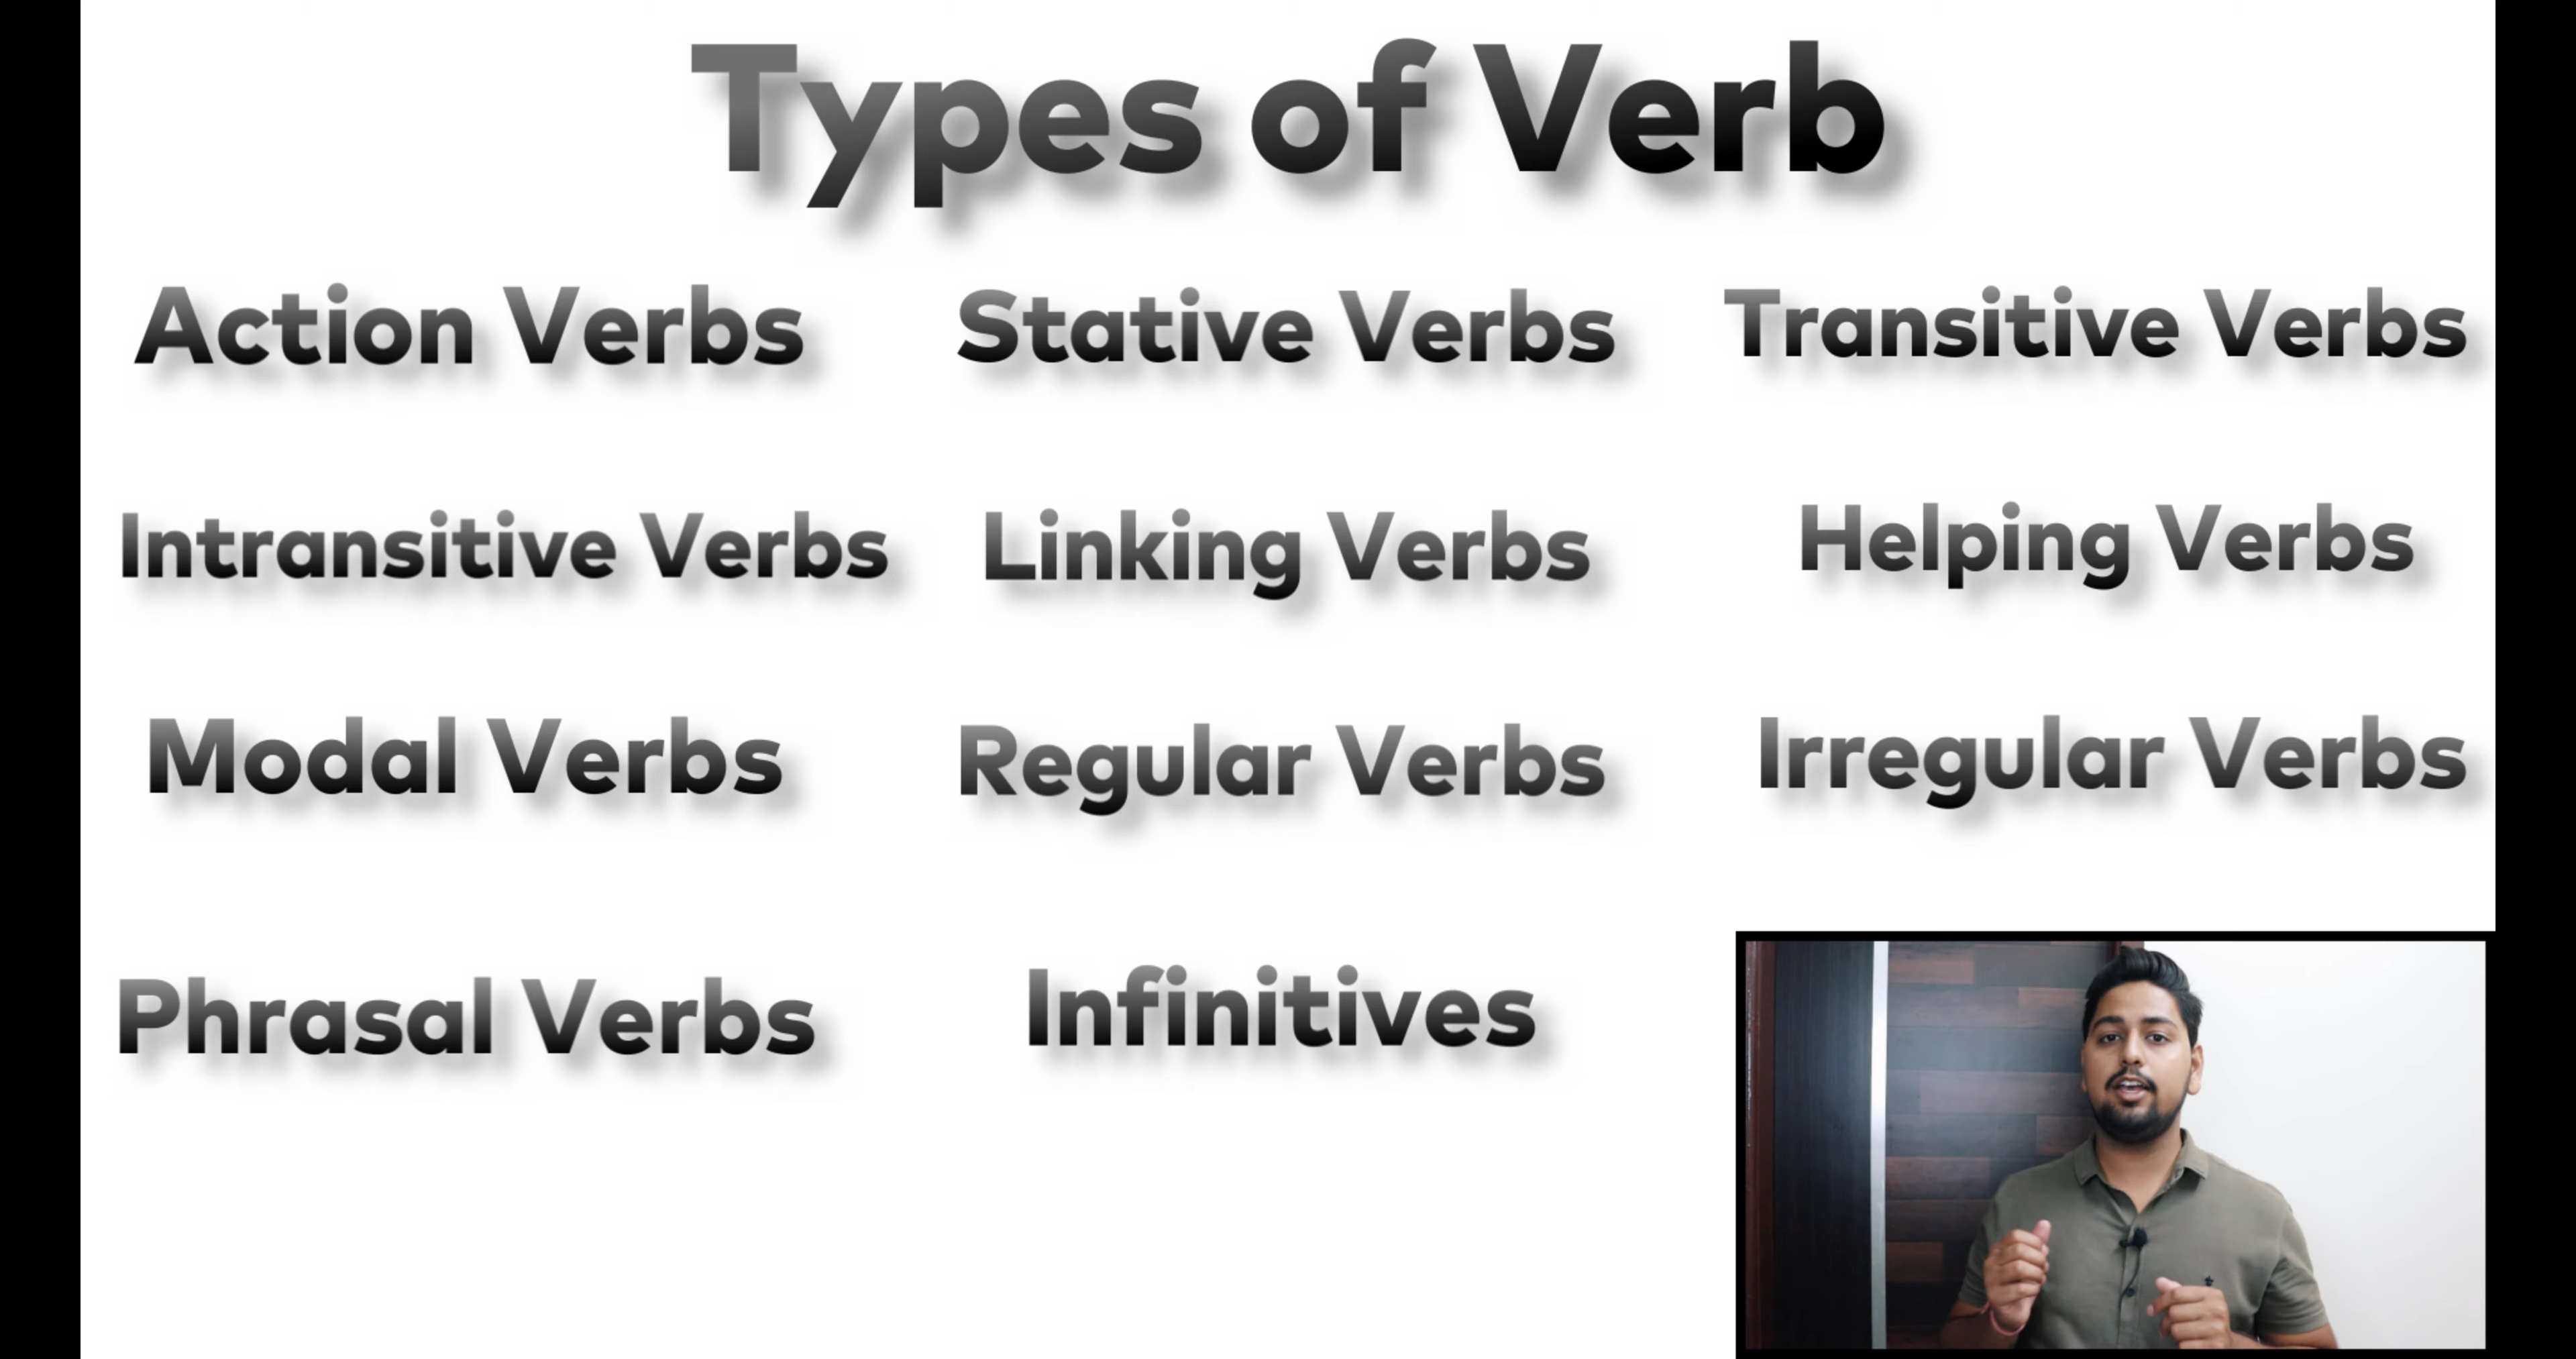 Types of Verb
Action Verbs
Stative Verbs
Transitive Verbs
Intransitive Verbs
Linking Verbs
Helping Verbs
Modal Verbs
Regular Verbs
Irregular Verbs
Phrasal Verbs
Infinitives